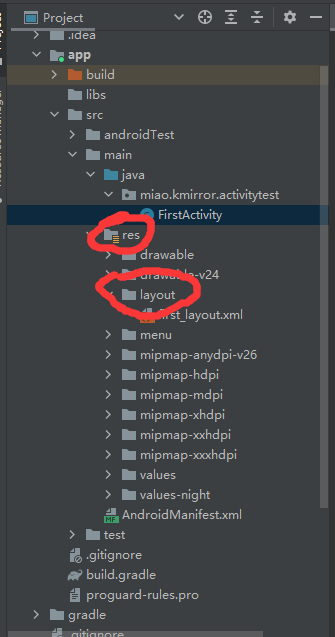 Project
Project
.idea
app
build
libs
src
androidTest
main
java
miao.kmirror.activitytest
FirstActivity
res
drawable
drawable-v24
layout
first_layout.xml
menu
mipmap-anydpi-v26
mipmap-hdpi
mipmap-mdpi
mipmap-xhdpi
mipmap-xxhdpi
mipmap-xxxhdpi
values
values-night
AndroidManifest.xml
test
.gitignore
build.gradle
proguard-rules.pro
gradle
.gitignore